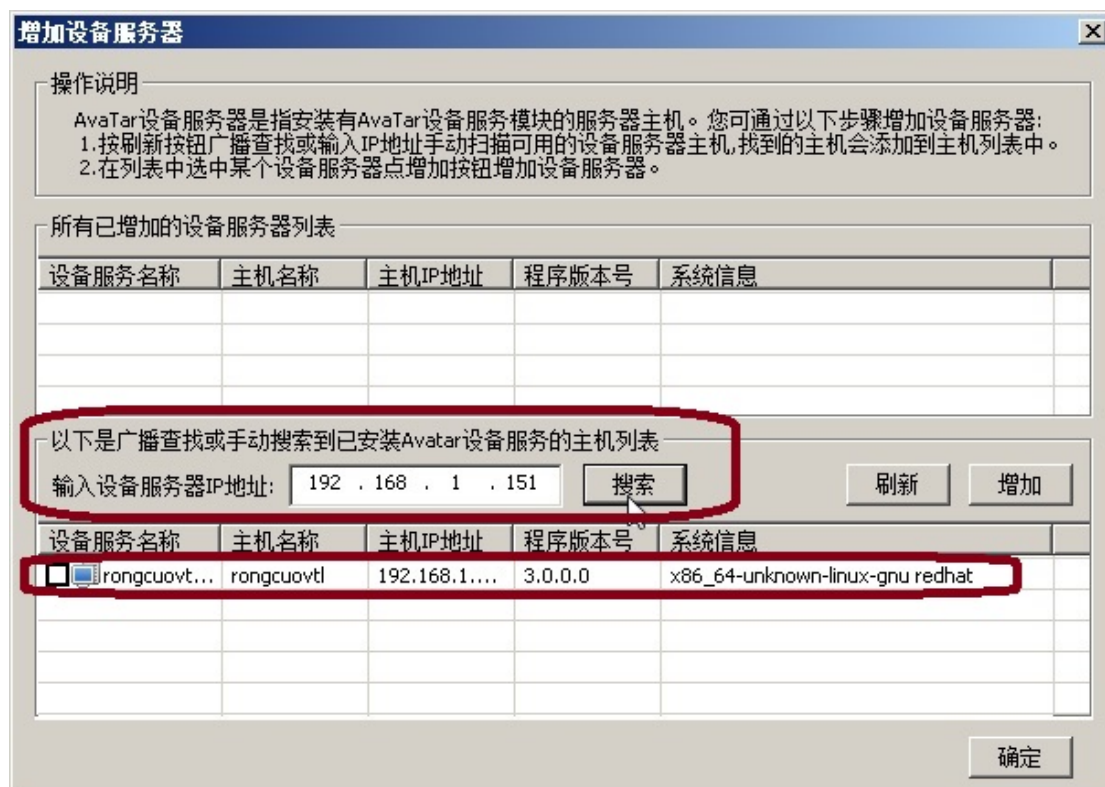 增加设备服务器
操作说明
AvaTar设备服务器是指安装有AvaTar设备服务模块的服务器主机。您可通过以下步骤增加设备服务器:
1.按刷新按钮广播查找或输入IP地址手动扫描可用的设备服务器主机,找到的主机会添加到主机列表中。
2.在列表中选中某个设备服务器点增加按钮增加设备服务器。
所有已增加的设备服务器列表
设备服务名称 主机名称 主机IP地址 程序版本号 系统信息
以下是广播查找或手动搜索到已安装Avatar设备服务的主机列表
输入设备服务器IP地址: 192 . 168 . 1 . 151 搜索 刷新 增加
设备服务名称 主机名称 主机IP地址 程序版本号 系统信息
rongcuovt... rongcuovtl 192.168.1.... 3.0.0.0 x86_64-unknown-linux-gnu redhat
确定